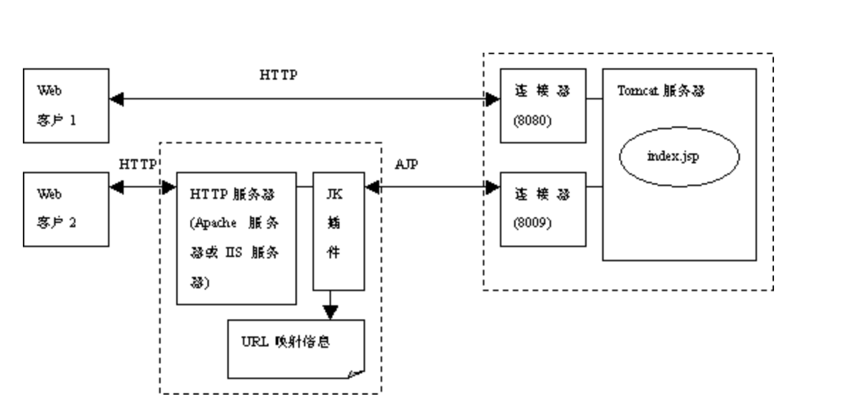 HTTP
Web
客户 1
连接器
(8080)
Tomcat 服务器
index.jsp
HTTP
AJP
Web
客户 2
HTTP 服务器
(Apache 服务
器或 IIS 服务
器)
JK
插
件
连接器
(8009)
URL 映射信息